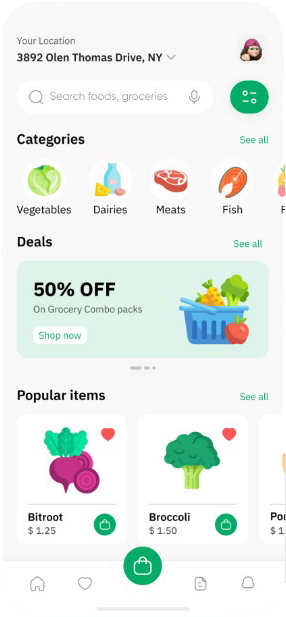 Your Location
3892 Olen Thomas Drive, NY
Search foods, groceries
Categories See all
Vegetables Dairies Meats Fish F
Deals See all
50% OFF
On Grocery Combo packs
Shop now
Popular items See all
Bitroot Broccoli Pou
$ 1.25 $ 1.50 $ 1.